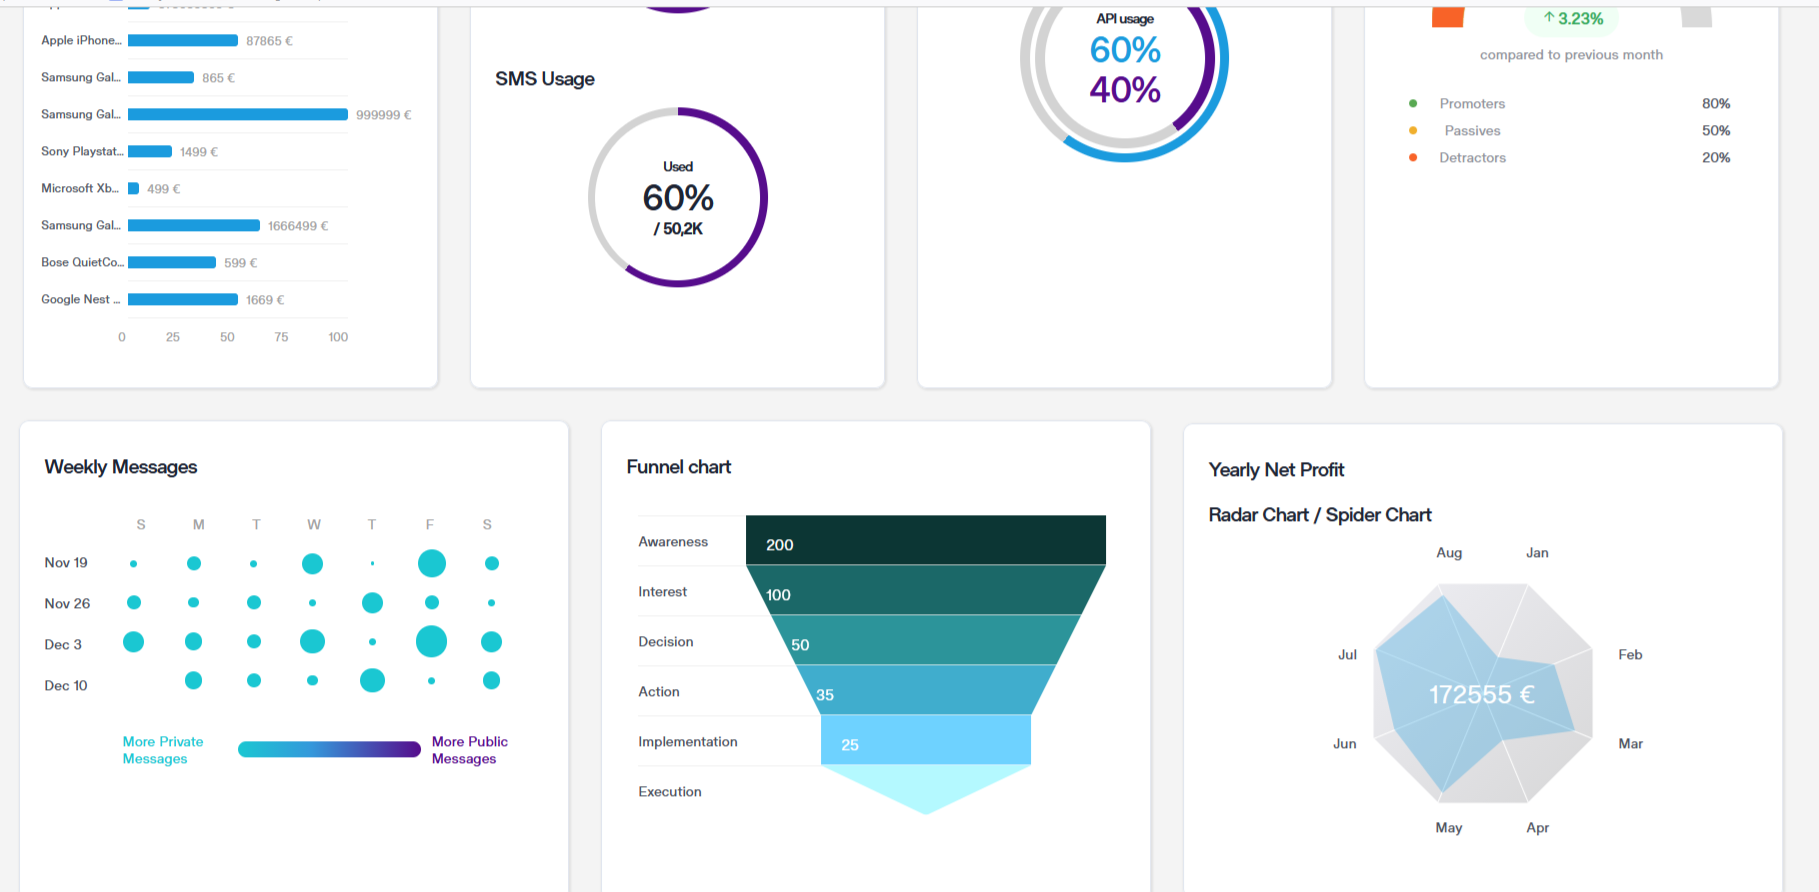 Apple iPhone... 87865 €
Samsung Gal... 865 €
Samsung Gal... 999999 €
Sony Playstat... 1499 €
Microsoft Xb... 499 €
Samsung Gal... 1666499 €
Bose QuietCo... 599 €
Google Nest ... 1669 €
0 25 50 75 100
SMS Usage
Used
60%
/ 50,2K
API usage
60%
40%
↑ 3.23%
compared to previous month
Promoters 80%
Passives 50%
Detractors 20%
Weekly Messages
S M T W T F S
Nov 19
Nov 26
Dec 3
Dec 10
More Private
Messages
More Public
Messages
Funnel chart
Awareness 200
Interest 100
Decision 50
Action 35
Implementation 25
Execution
Yearly Net Profit
Radar Chart / Spider Chart
Aug Jan
Jul Feb
172555 €
Jun Mar
May Apr